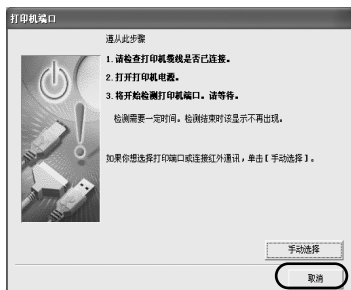 打印机端口
遵从此步骤
1. 请检查打印机缆线是否已连接。
2. 打开打印机电源。
3. 将开始检测打印机端口。请等待。
检测需要一定时间。检测结束时该显示不再出现。
如果你想选择打印端口或连接红外通讯，单击[手动选择]。
手动选择
取消